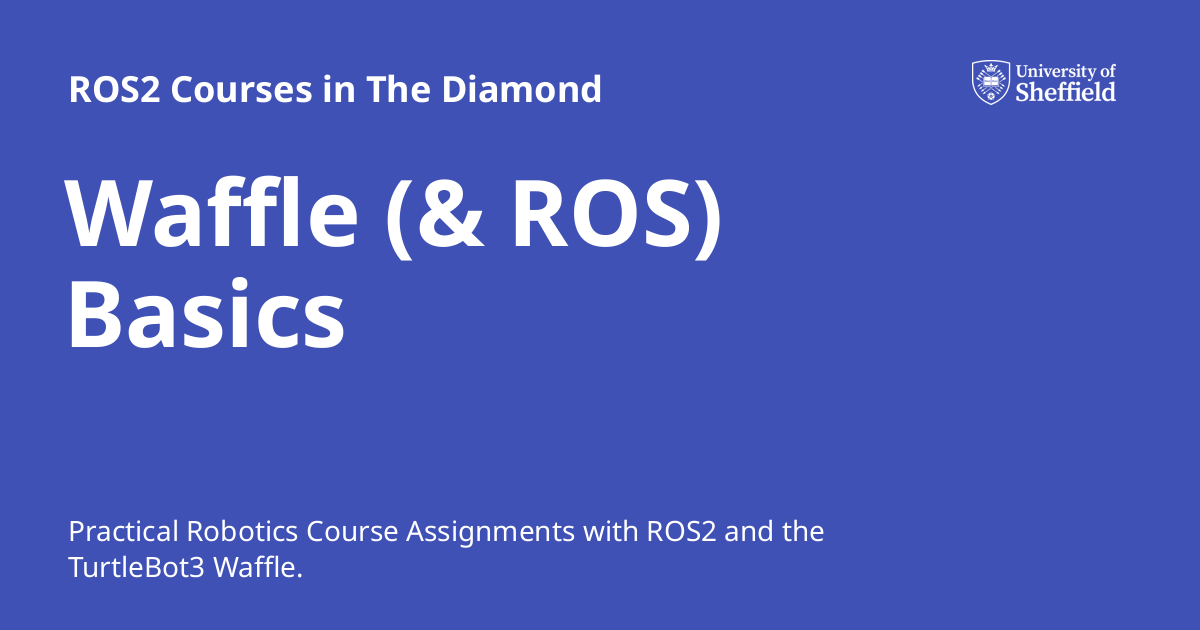 ROS2 Courses in The Diamond
University of
Sheffield
Waffle (& ROS)
Basics
Practical Robotics Course Assignments with ROS2 and the
TurtleBot3 Waffle.